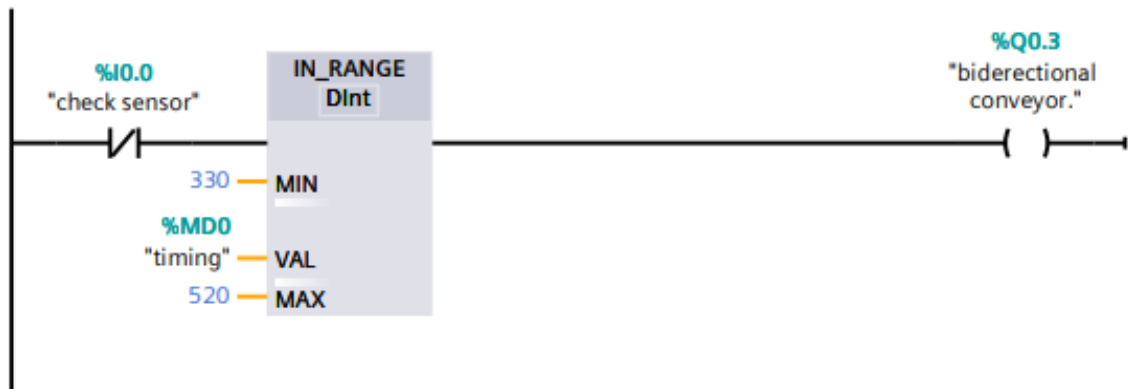 %I0.0
"check sensor"
IN_RANGE
DInt
%Q0.3
"biderectional
conveyor."
330
MIN
%MD0
"timing"
VAL
520
MAX